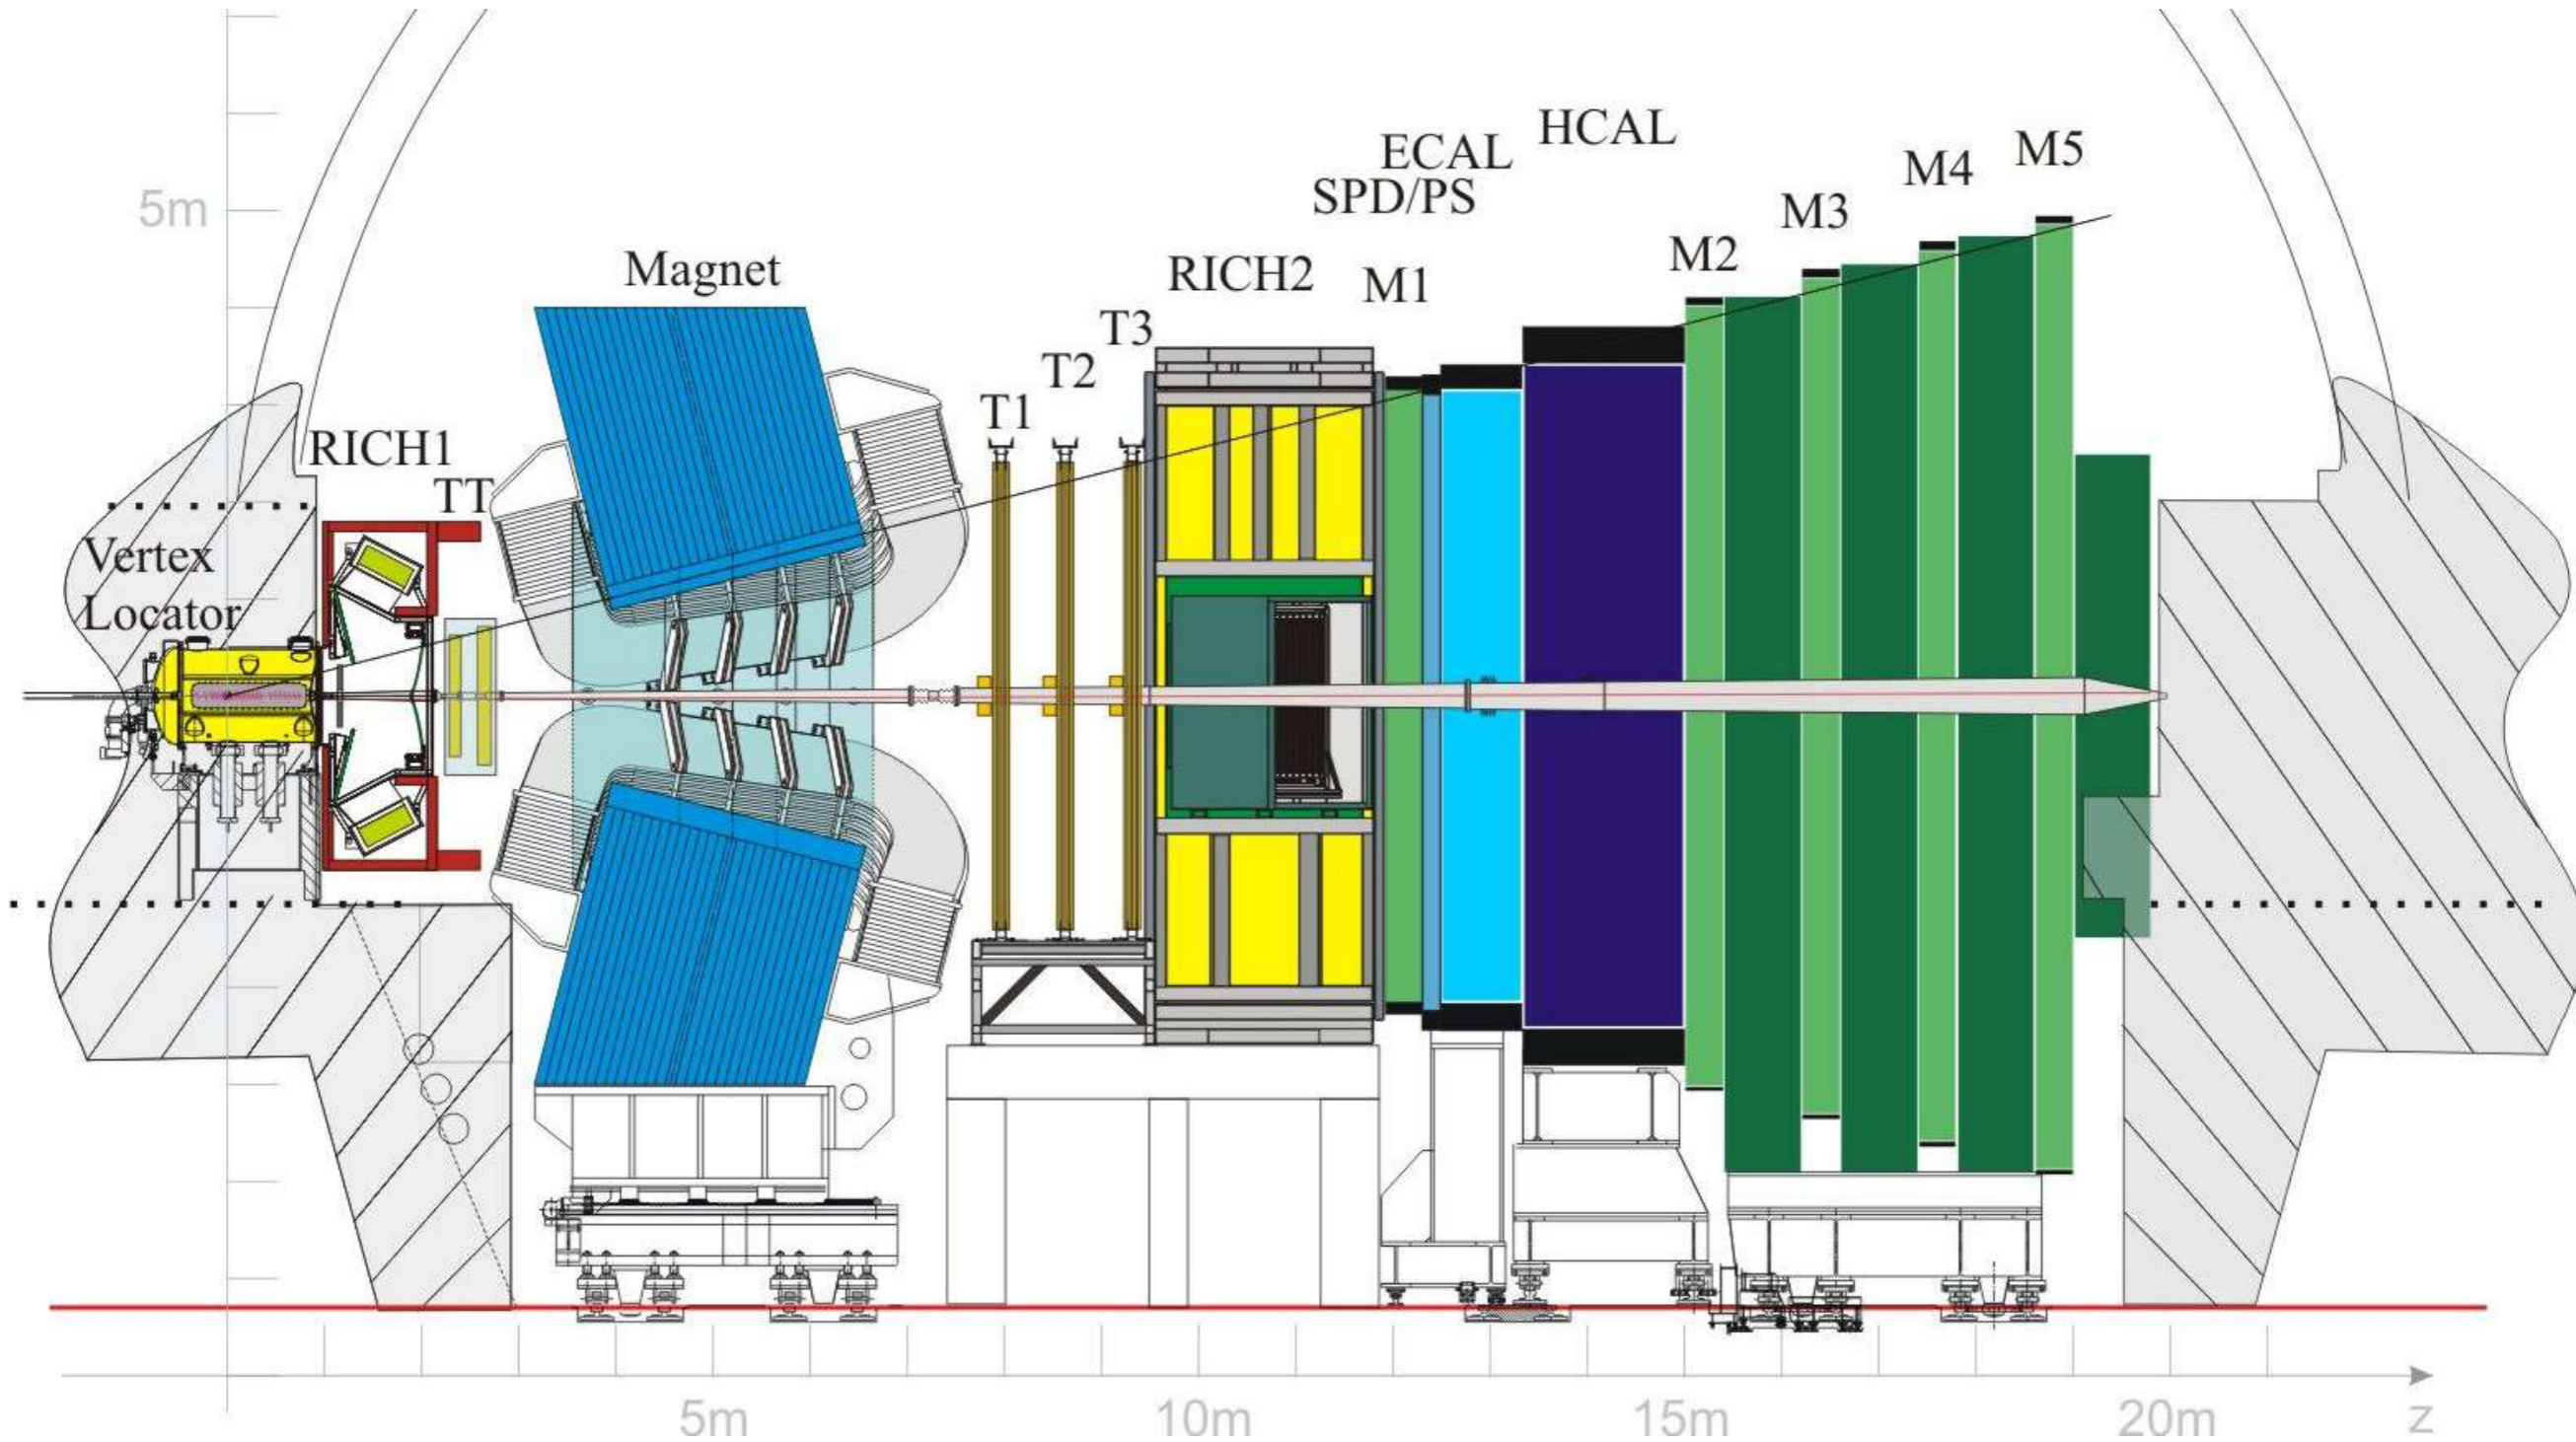 HCAL
ECAL
M5
M4
SPD/PS
5m
M3
M2
Magnet
RICH2
M1
T3
T2
T1
RICH1
TT
Vertex
Locator
5m
10m
15m
20m
z